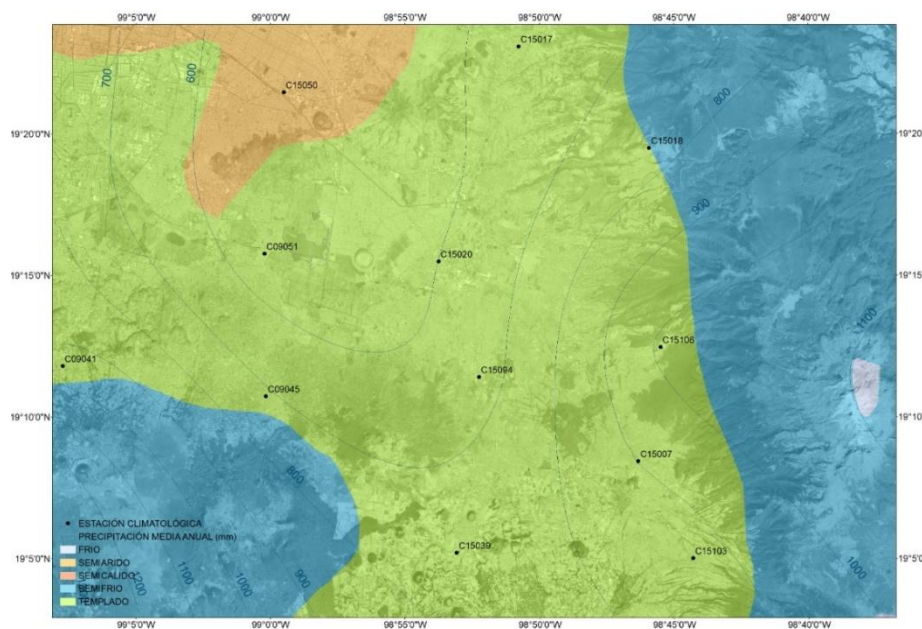 99°5'0"O 99°0'0"O 98°55'0"O 98°50'0"O 98°45'0"O 98°40'0"O
C15017
700
600
C15050
800
19°20'0"N 19°20'0"N
C15018
900
C09051
C15020
19°15'0"N 19°15'0"N
1100
C15106
C09041
C15094
C09045
19°10'0"N 19°10'0"N
C15007
800
ESTACIÓN CLIMATOLÓGICA
PRECIPITACIÓN MEDIA ANUAL (mm)
FRIO
SEMIARIDO
SEMICALIDO
SEMIFRIO
TEMPLADO
1200
1100
1000
900
C15039
C15103
19°5'0"N 19°5'0"N
1000
99°5'0"O 99°0'0"O 98°55'0"O 98°50'0"O 98°45'0"O 98°40'0"O